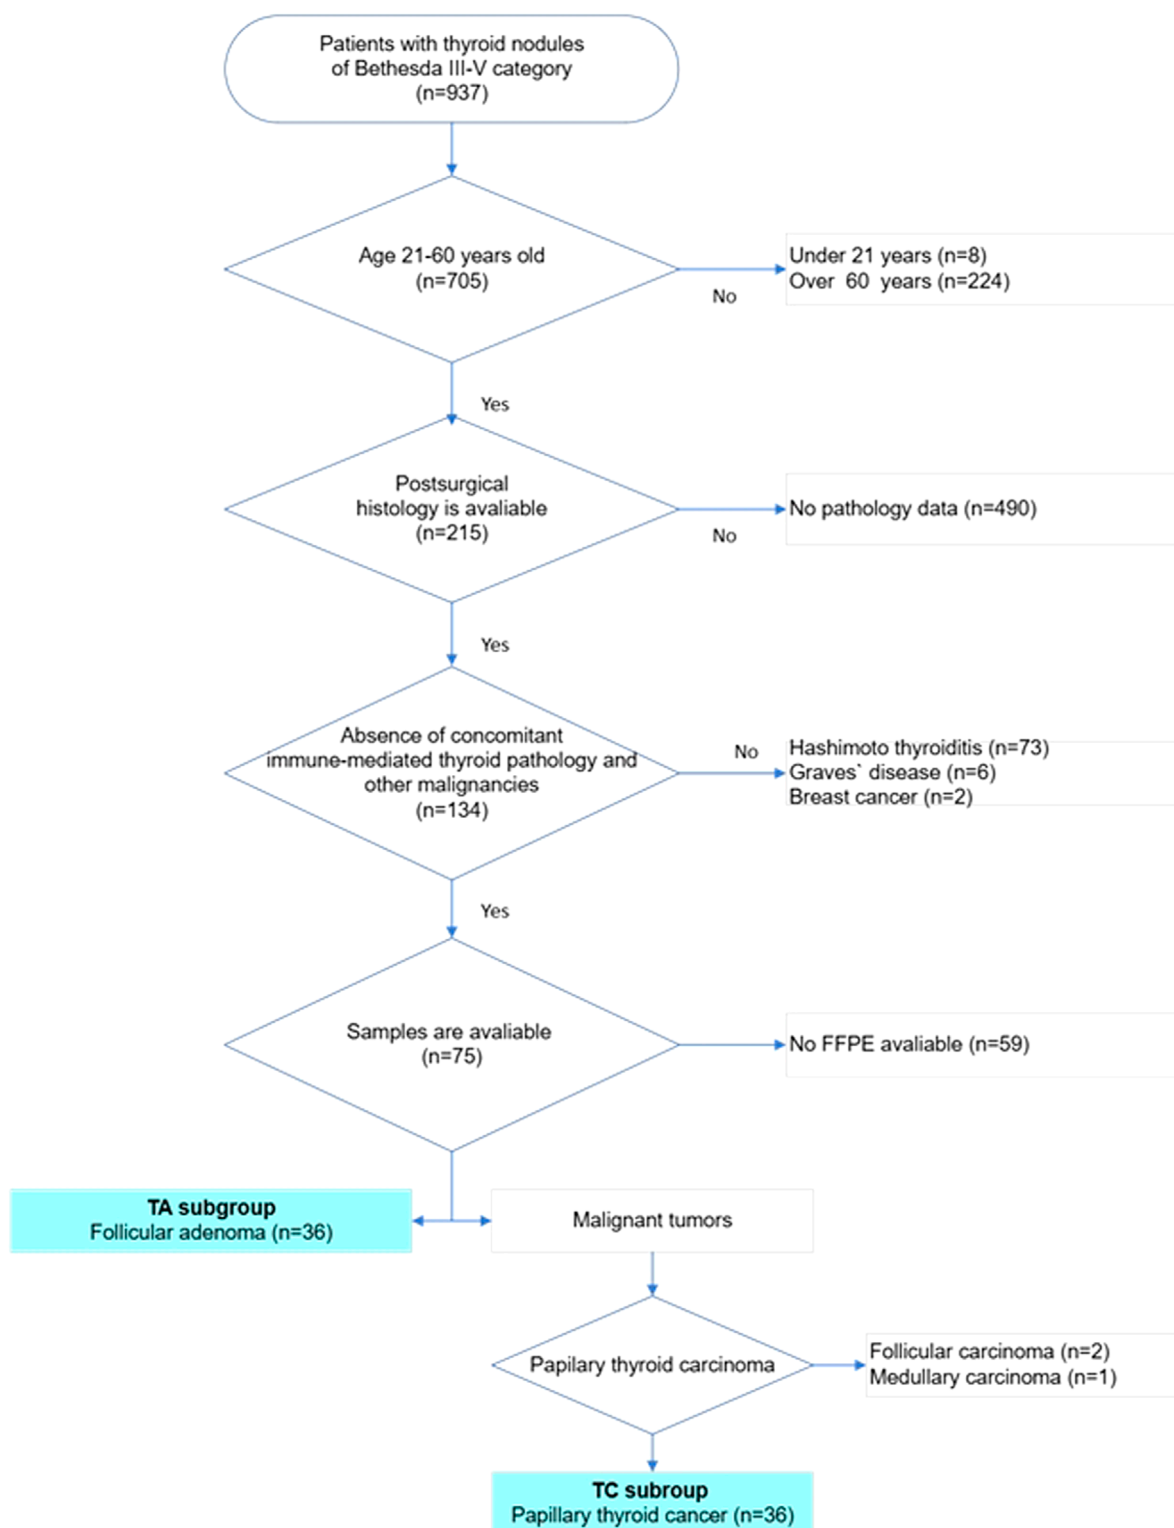 Patients with thyroid nodules
of Bethesda III-V category
(n=937)
Age 21-60 years old
(n=705)
No
Under 21 years (n=8)
Over 60 years (n=224)
Yes
Postsurgical
histology is avaliable
(n=215)
No
No pathology data (n=490)
Yes
Absence of concomitant
immune-mediated thyroid pathology and
other malignancies
(n=134)
No
Hashimoto thyroiditis (n=73)
Graves` disease (n=6)
Breast cancer (n=2)
Yes
Samples are avaliable
(n=75)
No FFPE avaliable (n=59)
TA subgroup
Follicular adenoma (n=36)
Malignant tumors
Papilary thyroid carcinoma
Follicular carcinoma (n=2)
Medullary carcinoma (n=1)
TC subgroup
Papillary thyroid cancer (n=36)